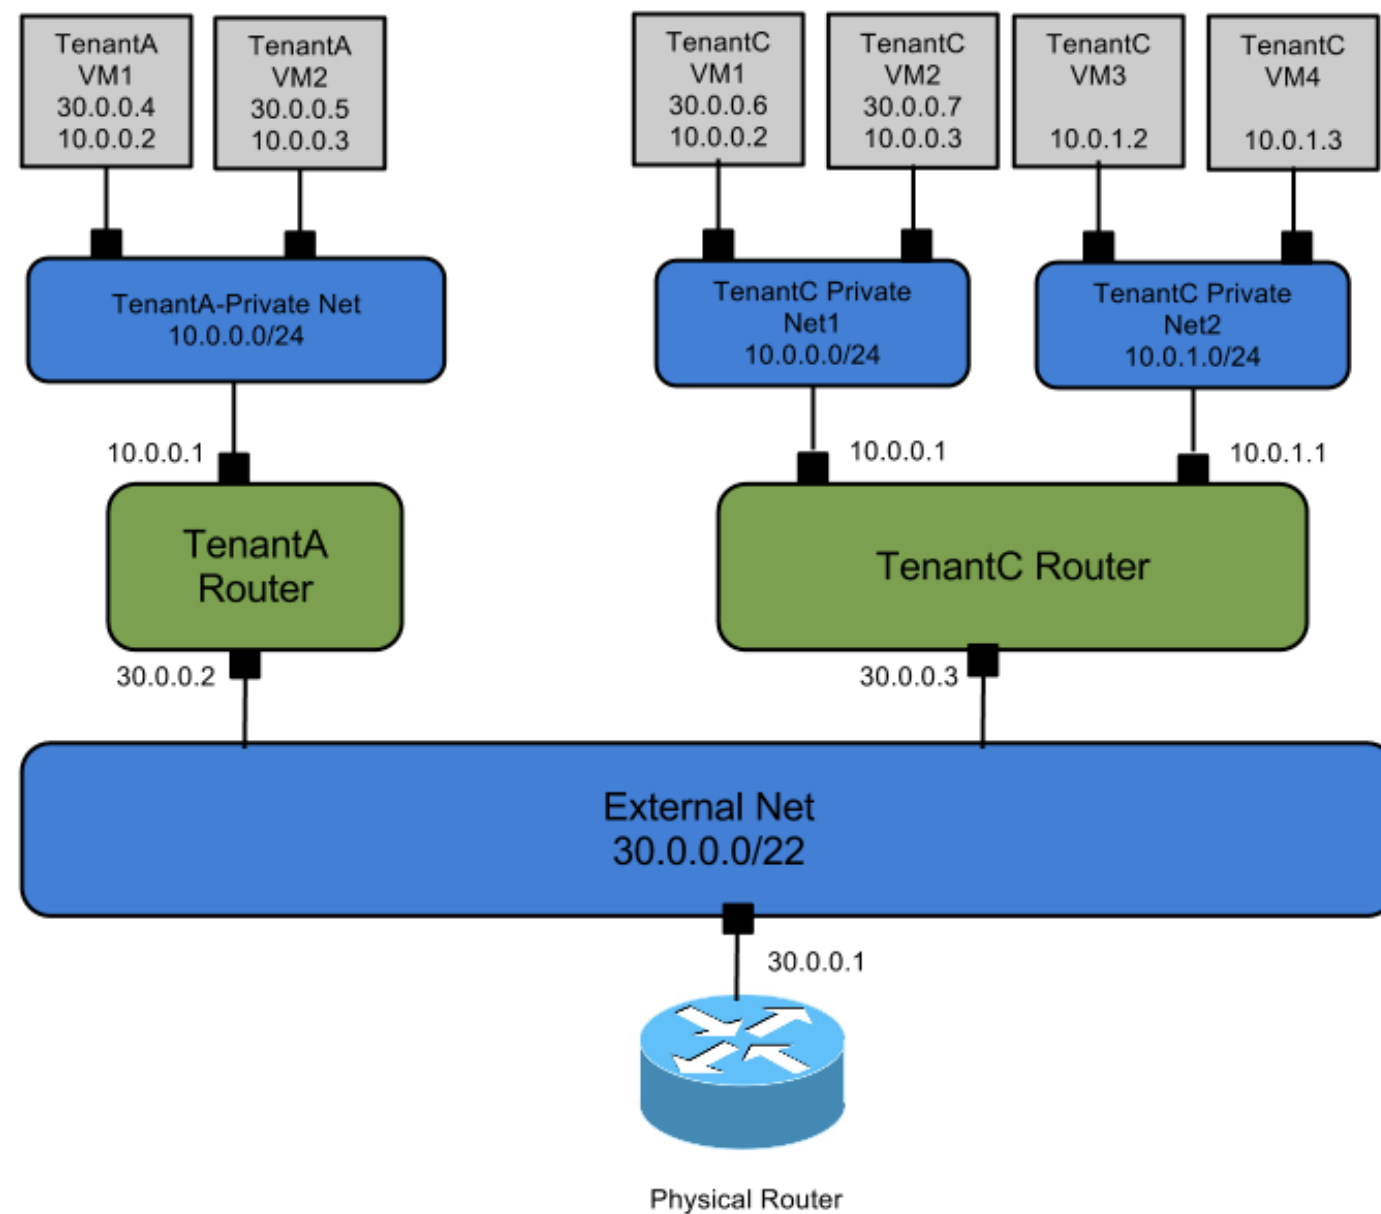 TenantA
VM1
30.0.0.4
10.0.0.2
TenantA
VM2
30.0.0.5
10.0.0.3
TenantC
VM1
30.0.0.6
10.0.0.2
TenantC
VM2
30.0.0.7
10.0.0.3
TenantC
VM3
10.0.1.2
TenantC
VM4
10.0.1.3
TenantA-Private Net
10.0.0.0/24
TenantC Private
Net1
10.0.0.0/24
TenantC Private
Net2
10.0.1.0/24
10.0.0.1
10.0.0.1
10.0.1.1
TenantA
Router
TenantC Router
30.0.0.2
30.0.0.3
External Net
30.0.0.0/22
30.0.0.1
Physical Router